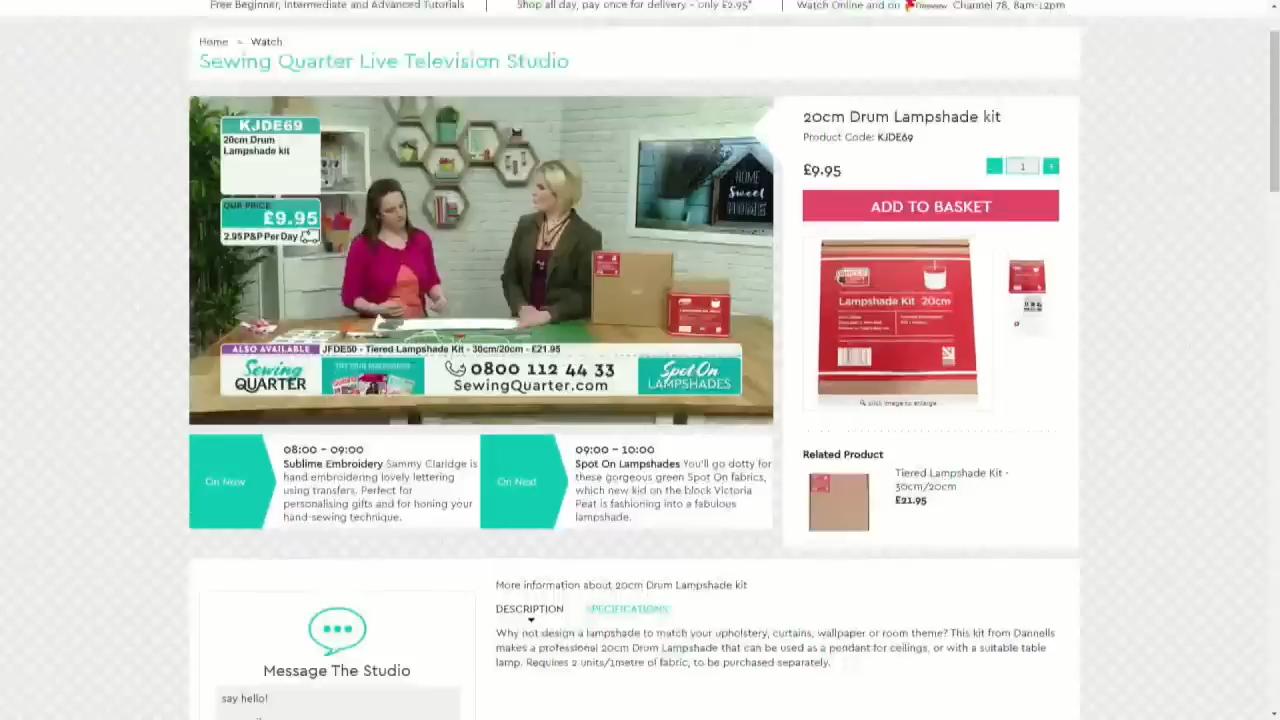 Free Beginner, Intermediate and Advanced Tutorials
Shop all day, pay once for delivery - only £2.95*
Watch Online and on Freeview Channel 78, 8am-12pm
Home > Watch
Sewing Quarter Live Television Studio
KJDE69
20cm Drum
Lampshade kit
OUR PRICE
£9.95
2.95 P&P Per Day
HOME
Sweet
HOME
ALSO AVAILABLE
JFDE50 - Tiered Lampshade Kit - 30cm/20cm - £21.95
Sewing
QUARTER
0800 112 44 33
SewingQuarter.com
Spot On
LAMPSHADES
20cm Drum Lampshade kit
Product Code: KJDE69
£9.95
- 1 +
ADD TO BASKET
Lampshade Kit 20cm
click image to enlarge
Related Product
Tiered Lampshade Kit -
30cm/20cm
£21.95
On Now
08:00 - 09:00
Sublime Embroidery Sammy Claridge is
hand embroidering lovely lettering
using transfers. Perfect for
personalising gifts and for honing your
hand-sewing technique.
On Next
09:00 - 10:00
Spot On Lampshades You'll go dotty for
these gorgeous green Spot On fabrics,
which new kid on the block Victoria
Peat is fashioning into a fabulous
lampshade.
Message The Studio
say hello!
More information about 20cm Drum Lampshade kit
DESCRIPTION
SPECIFICATIONS
Why not design a lampshade to match your upholstery, curtains, wallpaper or room theme? This kit from Dannells
makes a professional 20cm Drum Lampshade that can be used as a pendant for ceilings, or with a suitable table
lamp. Requires 2 units/1metre of fabric, to be purchased separately.